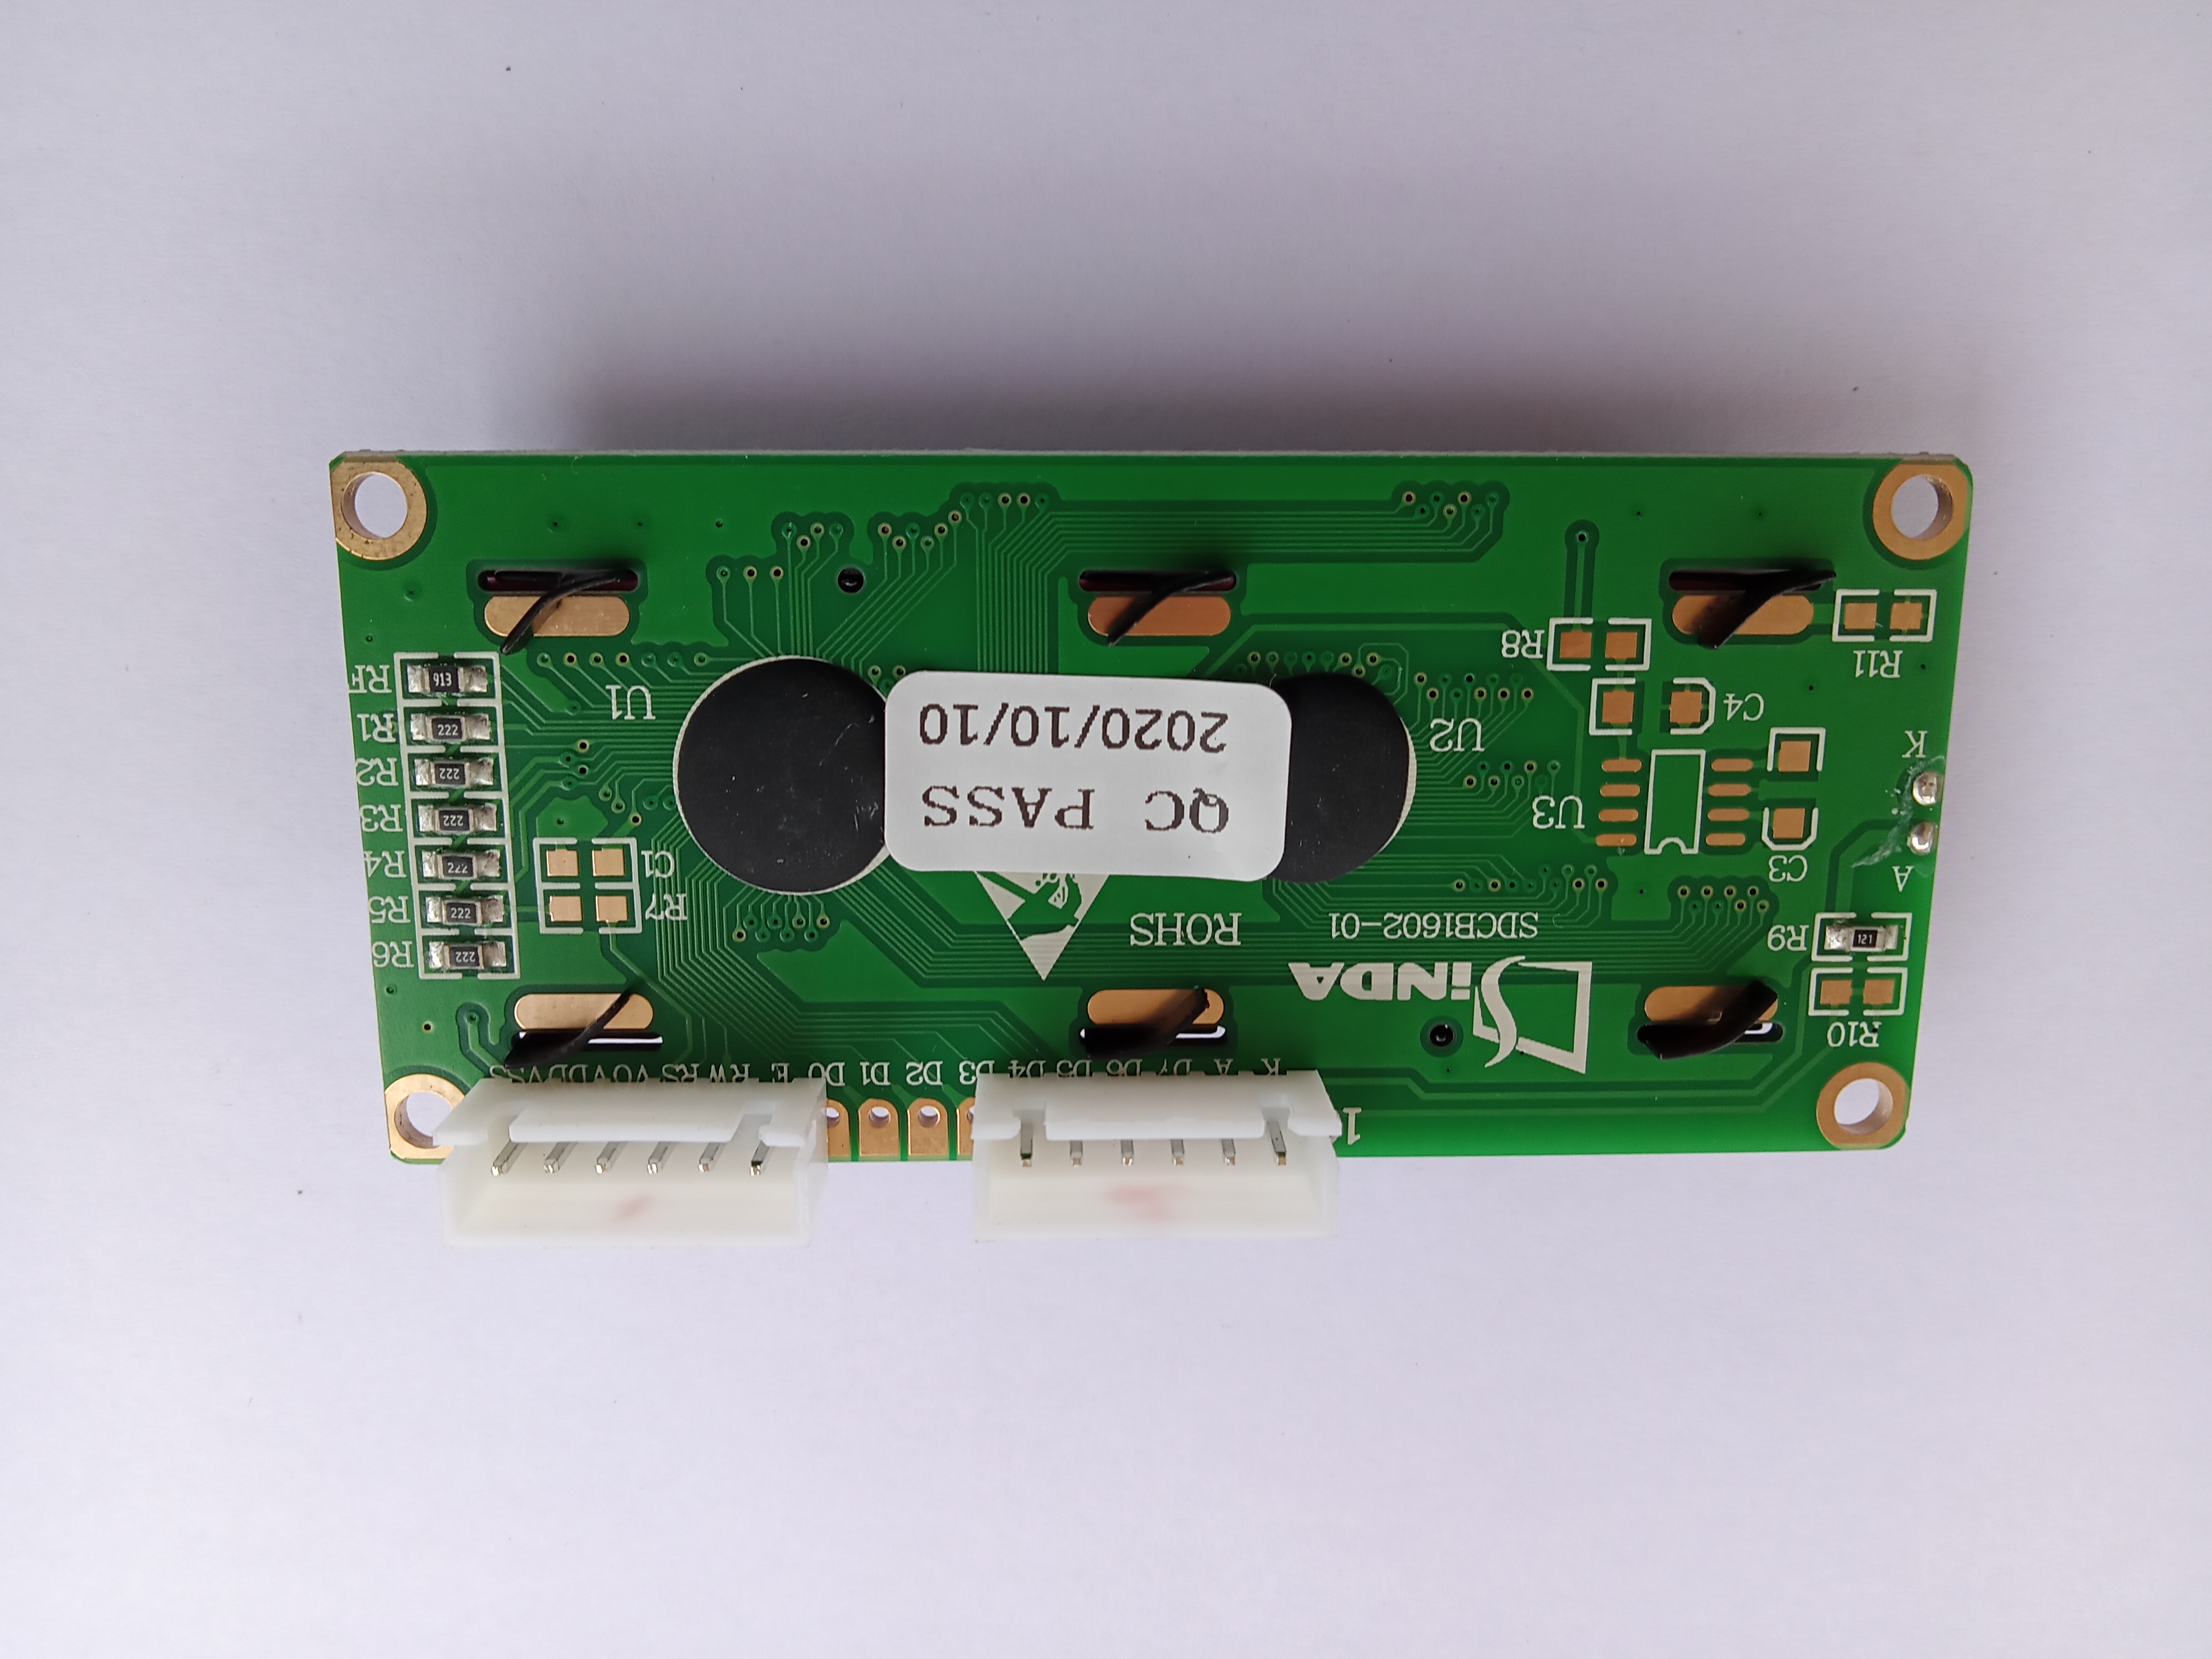 1
K A D7 D6 D5 D4 D3 D2 D1 D0 E RW RS VO VDD VSS
R10
SiNDA
R9
SDCB1602-01
ROHS
121
R6
222
R5
222
R7
A
C3
C1
R4
222
U3
R3
222
QC PASS
R2
222
K
U2
2020/10/10
R1
222
C4
U1
RF
913
R11
R8